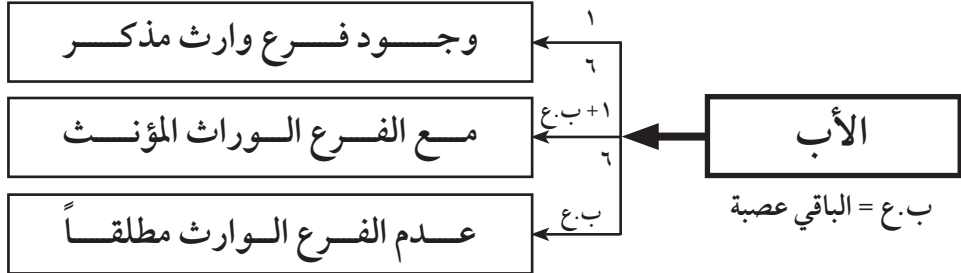 الأب
ب.ع = الباقي عصبة
١
٦
وجود فرع وارث مذكر
١ + ب.ع
٦
مع الفرع الوراث المؤنث
ب.ع
عدم الفرع الوارث مطلقاً